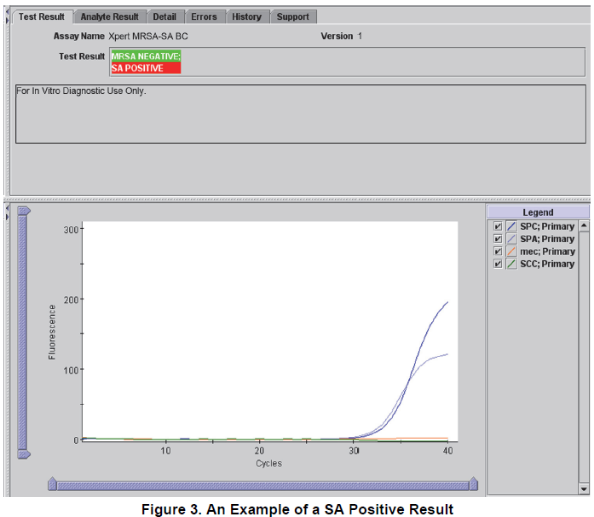 Test Result Analyte Result Detail Errors History Support
Assay Name Xpert MRSA-SA BC Version 1
Test Result MRSA NEGATIVE;
SA POSITIVE
For In Vitro Diagnostic Use Only.
Legend
SPC; Primary
SPA; Primary
mec; Primary
SCC; Primary
300
200
100
0
Fluorescence
10 20 30 40
Cycles
Figure 3. An Example of a SA Positive Result